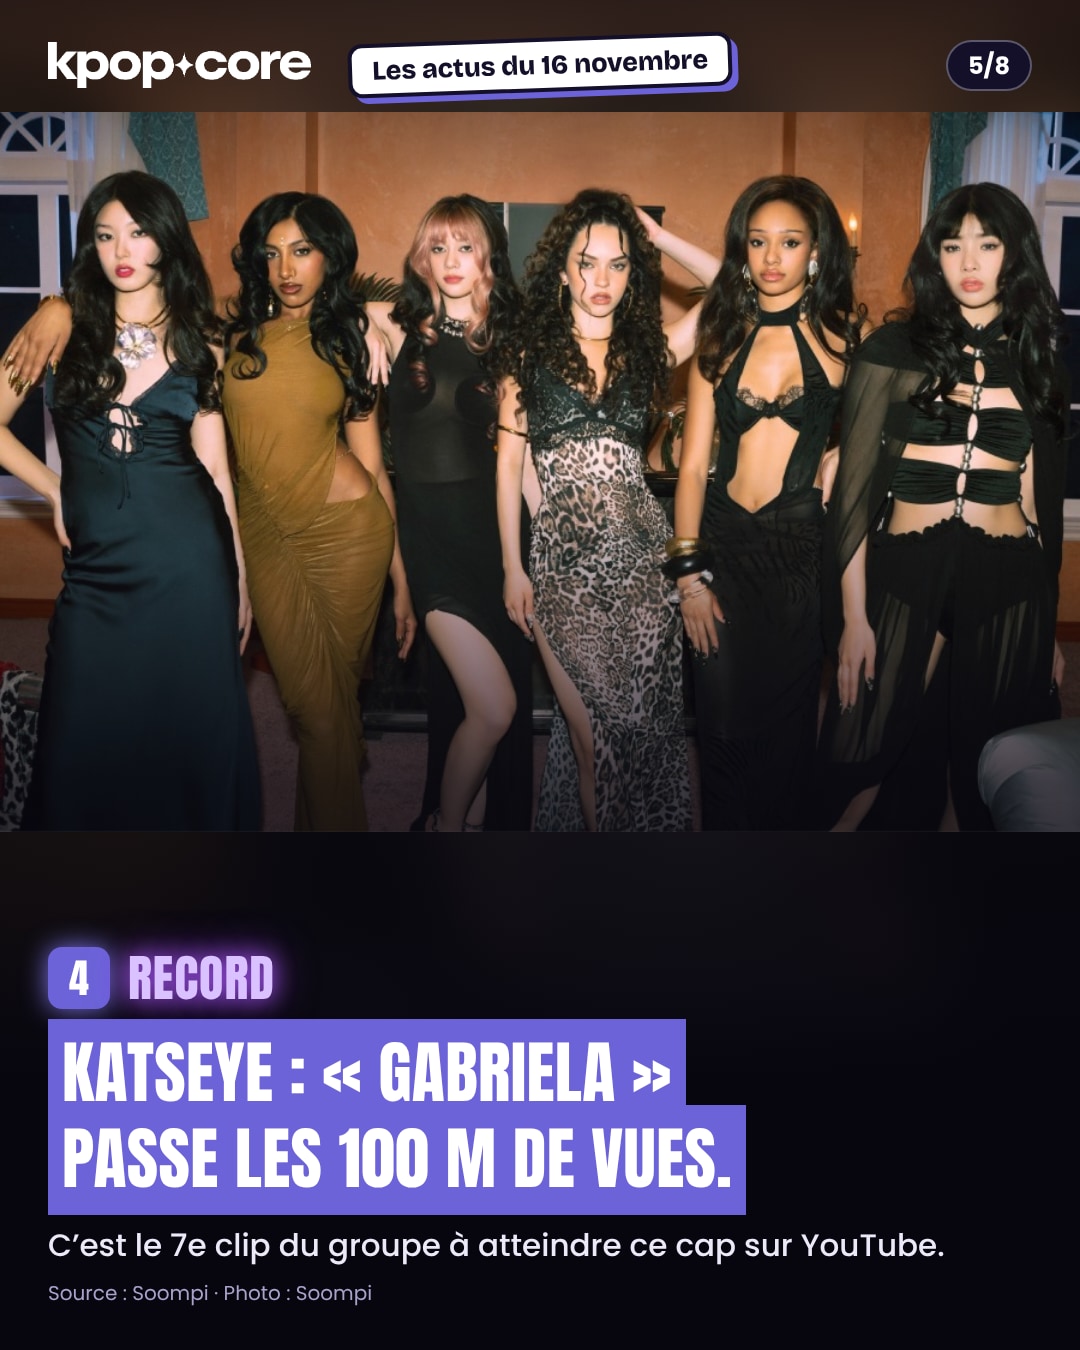 kpop✦core
Les actus du 16 novembre
5/8
4 RECORD
KATSEYE : « GABRIELA »
PASSE LES 100 M DE VUES.
C’est le 7e clip du groupe à atteindre ce cap sur YouTube.
Source : Soompi · Photo : Soompi